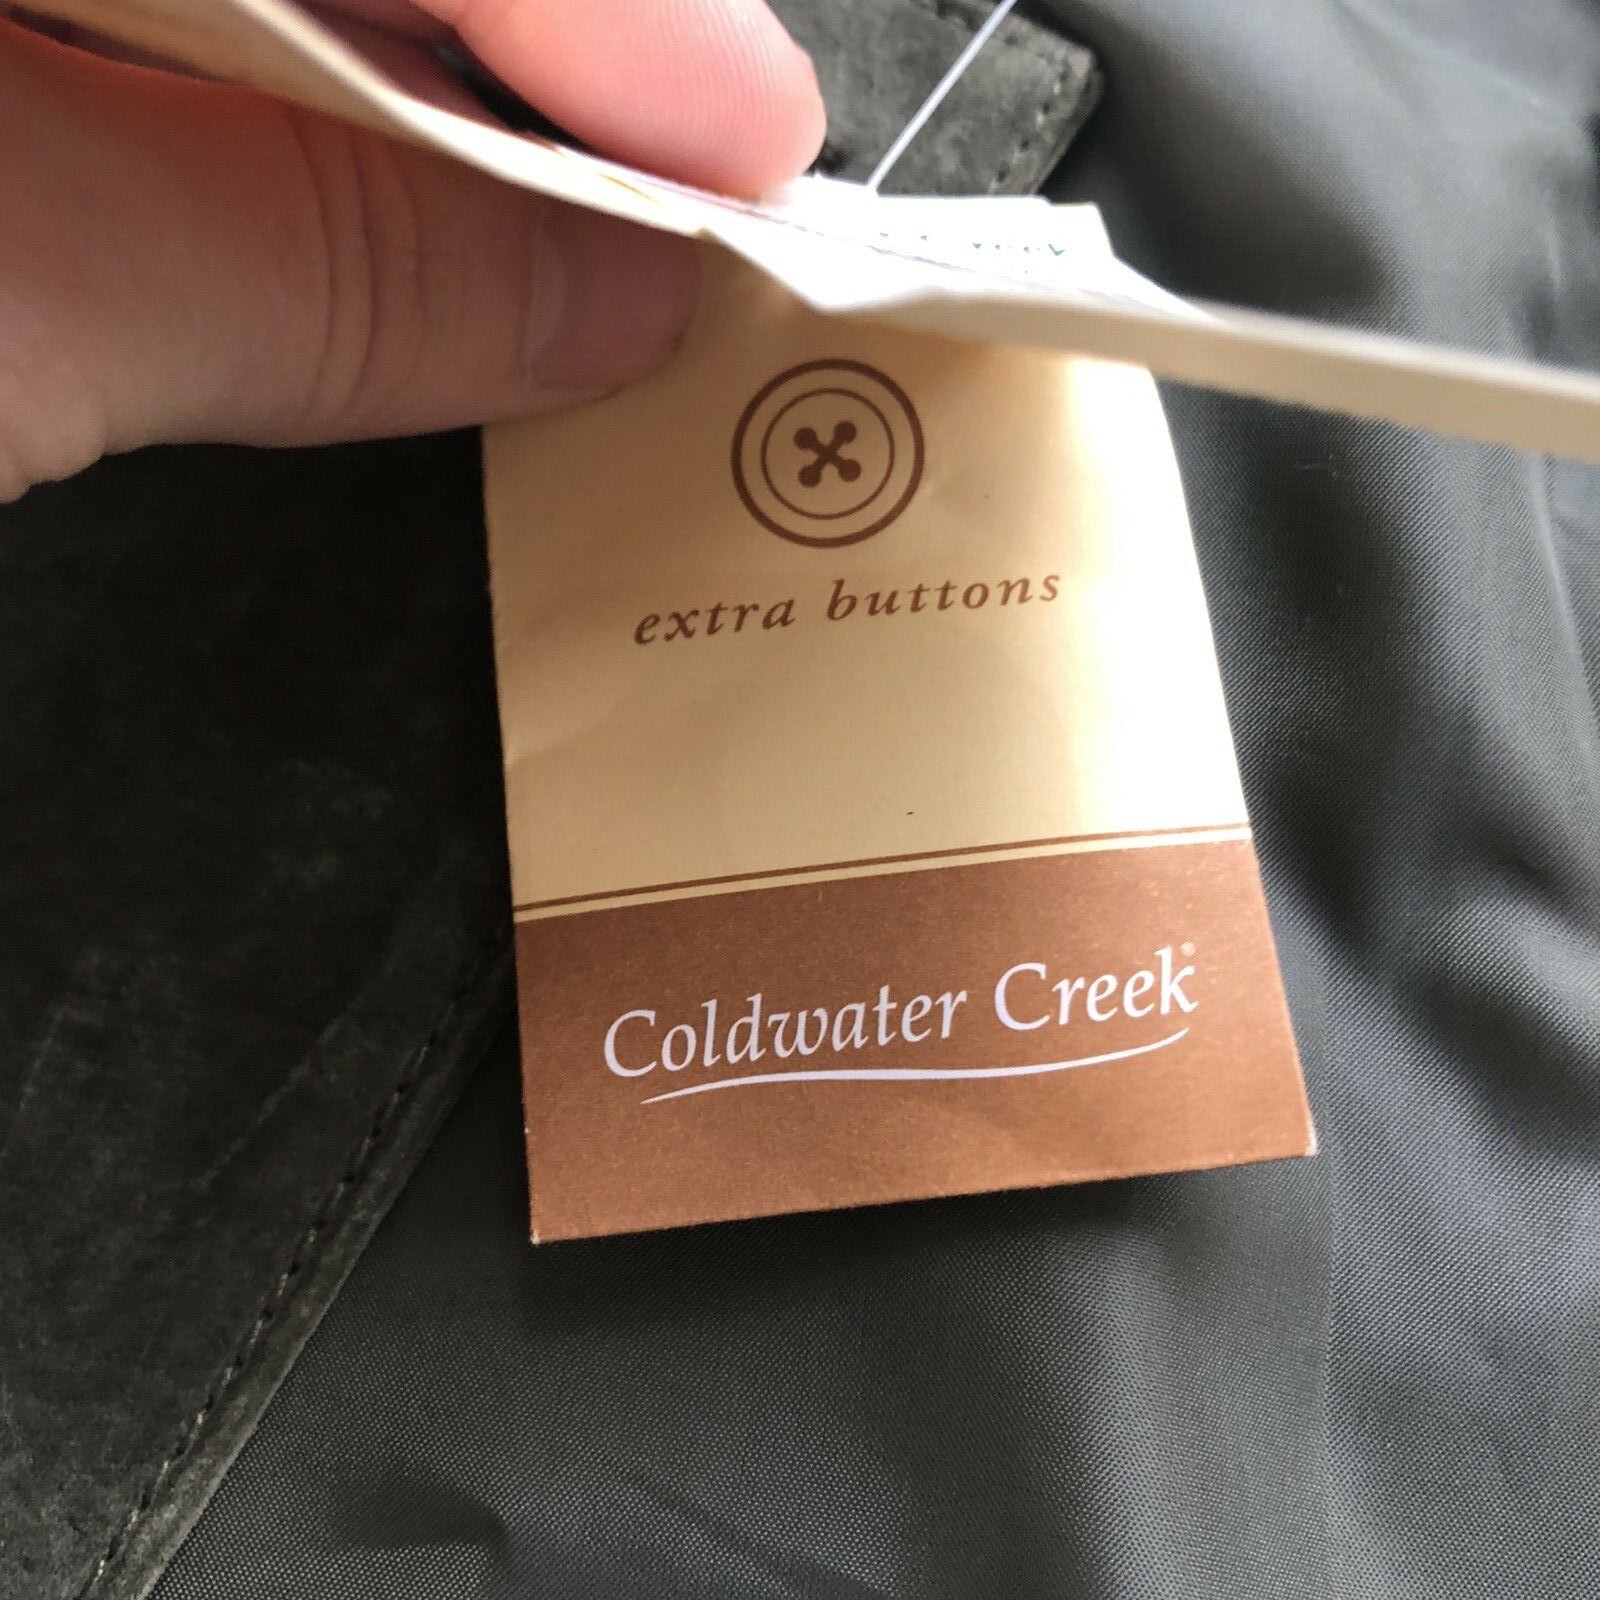 extra buttons
Coldwater Creek®